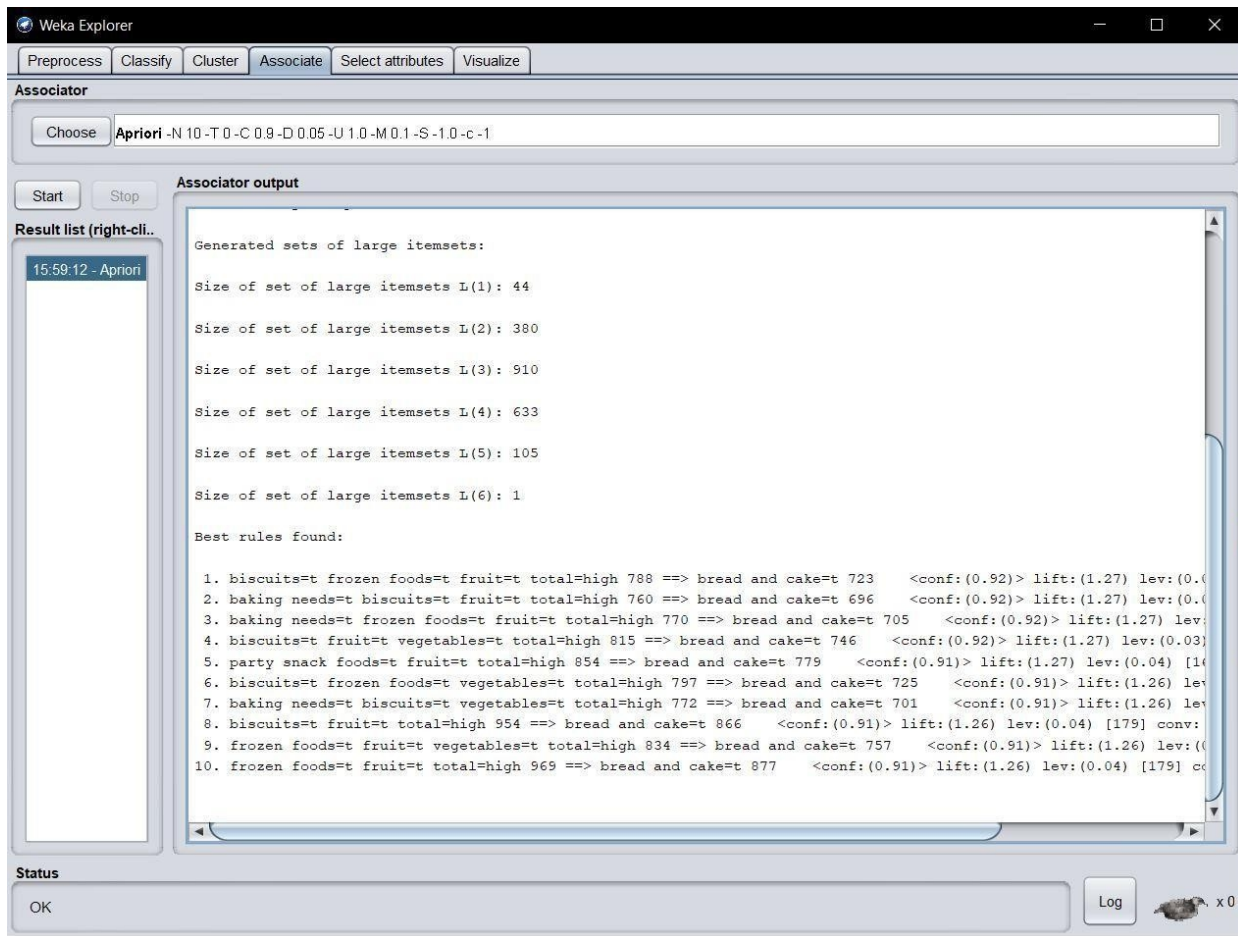 Weka Explorer
Preprocess Classify Cluster Associate Select attributes Visualize
Associator
Choose Apriori -N 10 -T 0 -C 0.9 -D 0.05 -U 1.0 -M 0.1 -S -1.0 -c -1
Start Stop
Associator output
Result list (right-cli..
15:59:12 - Apriori
Generated sets of large itemsets:
Size of set of large itemsets L(1): 44
Size of set of large itemsets L(2): 380
Size of set of large itemsets L(3): 910
Size of set of large itemsets L(4): 633
Size of set of large itemsets L(5): 105
Size of set of large itemsets L(6): 1
Best rules found:
1. biscuits=t frozen foods=t fruit=t total=high 788 ==> bread and cake=t 723 <conf:(0.92)> lift:(1.27) lev:(0.0
2. baking needs=t biscuits=t fruit=t total=high 760 ==> bread and cake=t 696 <conf:(0.92)> lift:(1.27) lev:(0.0
3. baking needs=t frozen foods=t fruit=t total=high 770 ==> bread and cake=t 705 <conf:(0.92)> lift:(1.27) lev:
4. biscuits=t fruit=t vegetables=t total=high 815 ==> bread and cake=t 746 <conf:(0.92)> lift:(1.27) lev:(0.03)
5. party snack foods=t fruit=t total=high 854 ==> bread and cake=t 779 <conf:(0.91)> lift:(1.27) lev:(0.04) [16
6. biscuits=t frozen foods=t vegetables=t total=high 797 ==> bread and cake=t 725 <conf:(0.91)> lift:(1.26) lev
7. baking needs=t biscuits=t vegetables=t total=high 772 ==> bread and cake=t 701 <conf:(0.91)> lift:(1.26) lev
8. biscuits=t fruit=t total=high 954 ==> bread and cake=t 866 <conf:(0.91)> lift:(1.26) lev:(0.04) [179] conv:
9. frozen foods=t fruit=t vegetables=t total=high 834 ==> bread and cake=t 757 <conf:(0.91)> lift:(1.26) lev:(0
10. frozen foods=t fruit=t total=high 969 ==> bread and cake=t 877 <conf:(0.91)> lift:(1.26) lev:(0.04) [179] co
Status
OK
Log
x 0